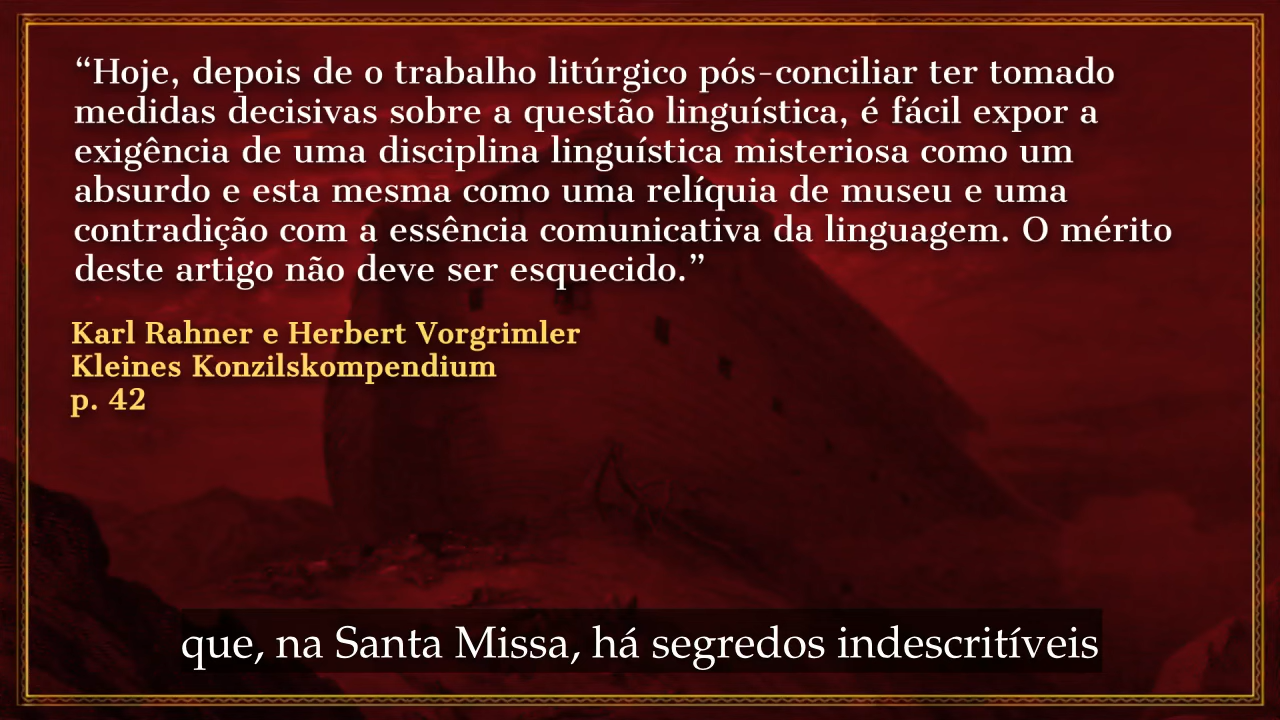 “Hoje, depois de o trabalho litúrgico pós-conciliar ter tomado
medidas decisivas sobre a questão linguística, é fácil expor a
exigência de uma disciplina linguística misteriosa como um
absurdo e esta mesma como uma relíquia de museu e uma
contradição com a essência comunicativa da linguagem. O mérito
deste artigo não deve ser esquecido.”
Karl Rahner e Herbert Vorgrimler
Kleines Konzilskompendium
p. 42
que, na Santa Missa, há segredos indescritíveis